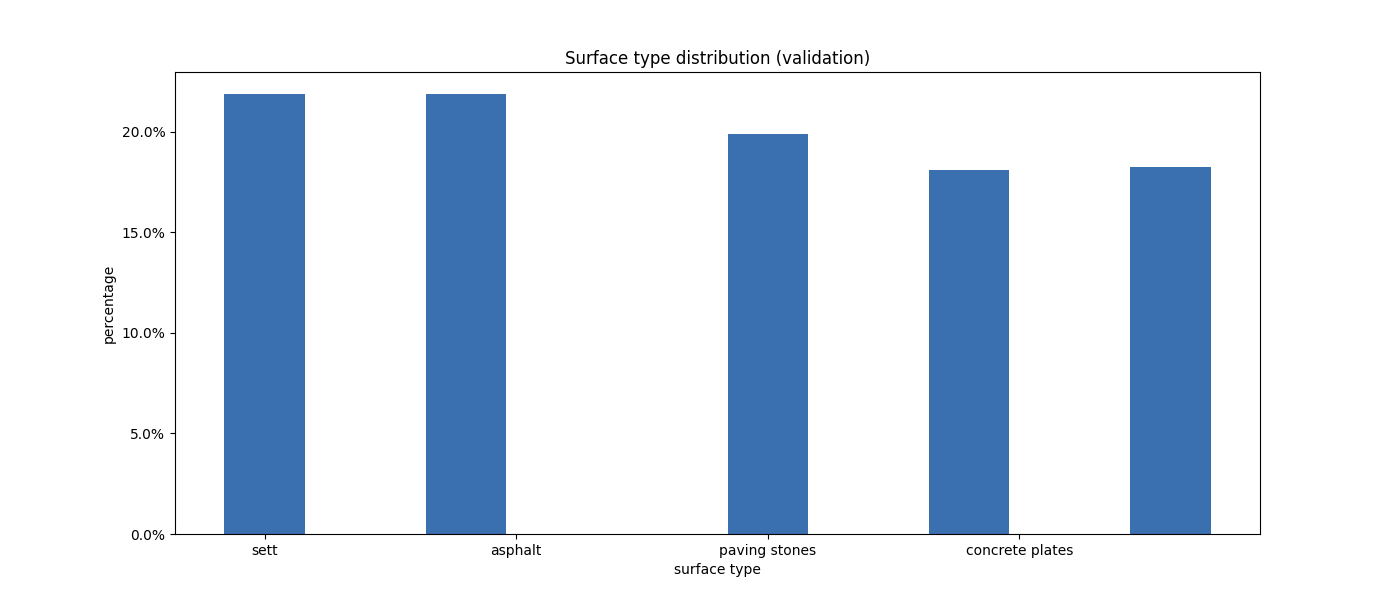 Surface type distribution (validation)
20.0%
15.0%
10.0%
5.0%
0.0%
percentage
sett asphalt paving stones concrete plates
surface type